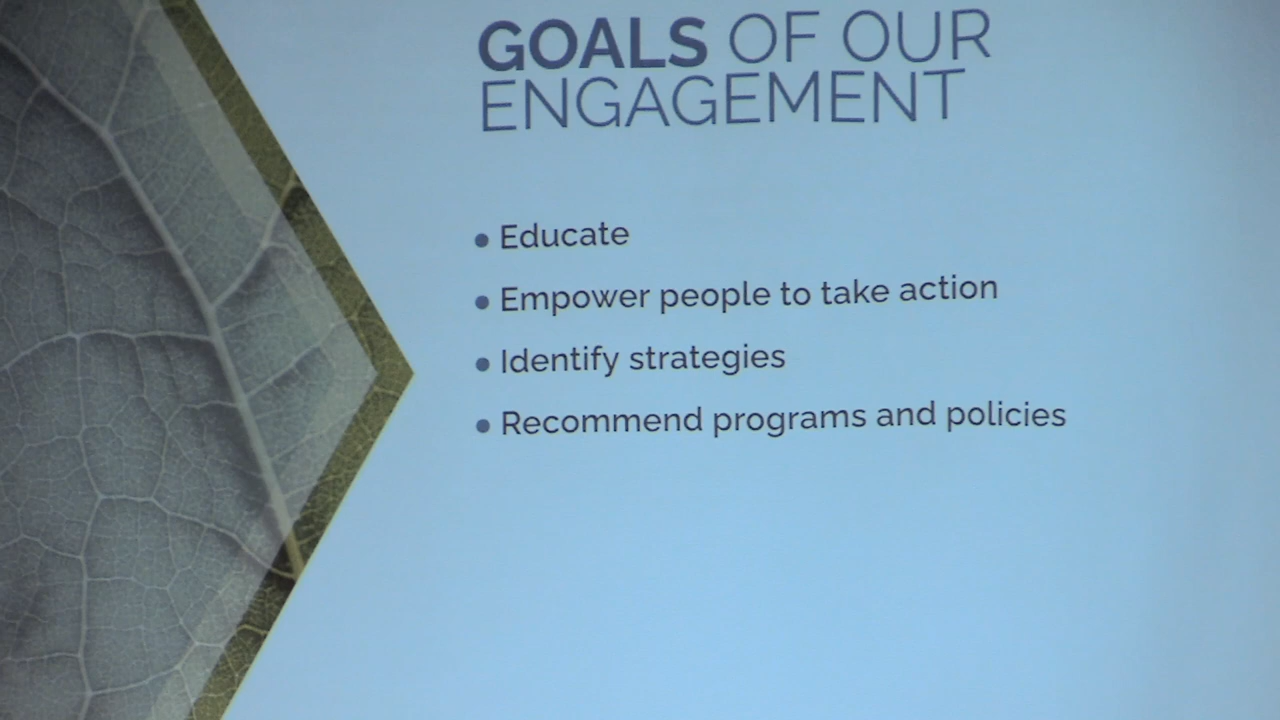 GOALS OF OUR
ENGAGEMENT
• Educate
• Empower people to take action
• Identify strategies
• Recommend programs and policies